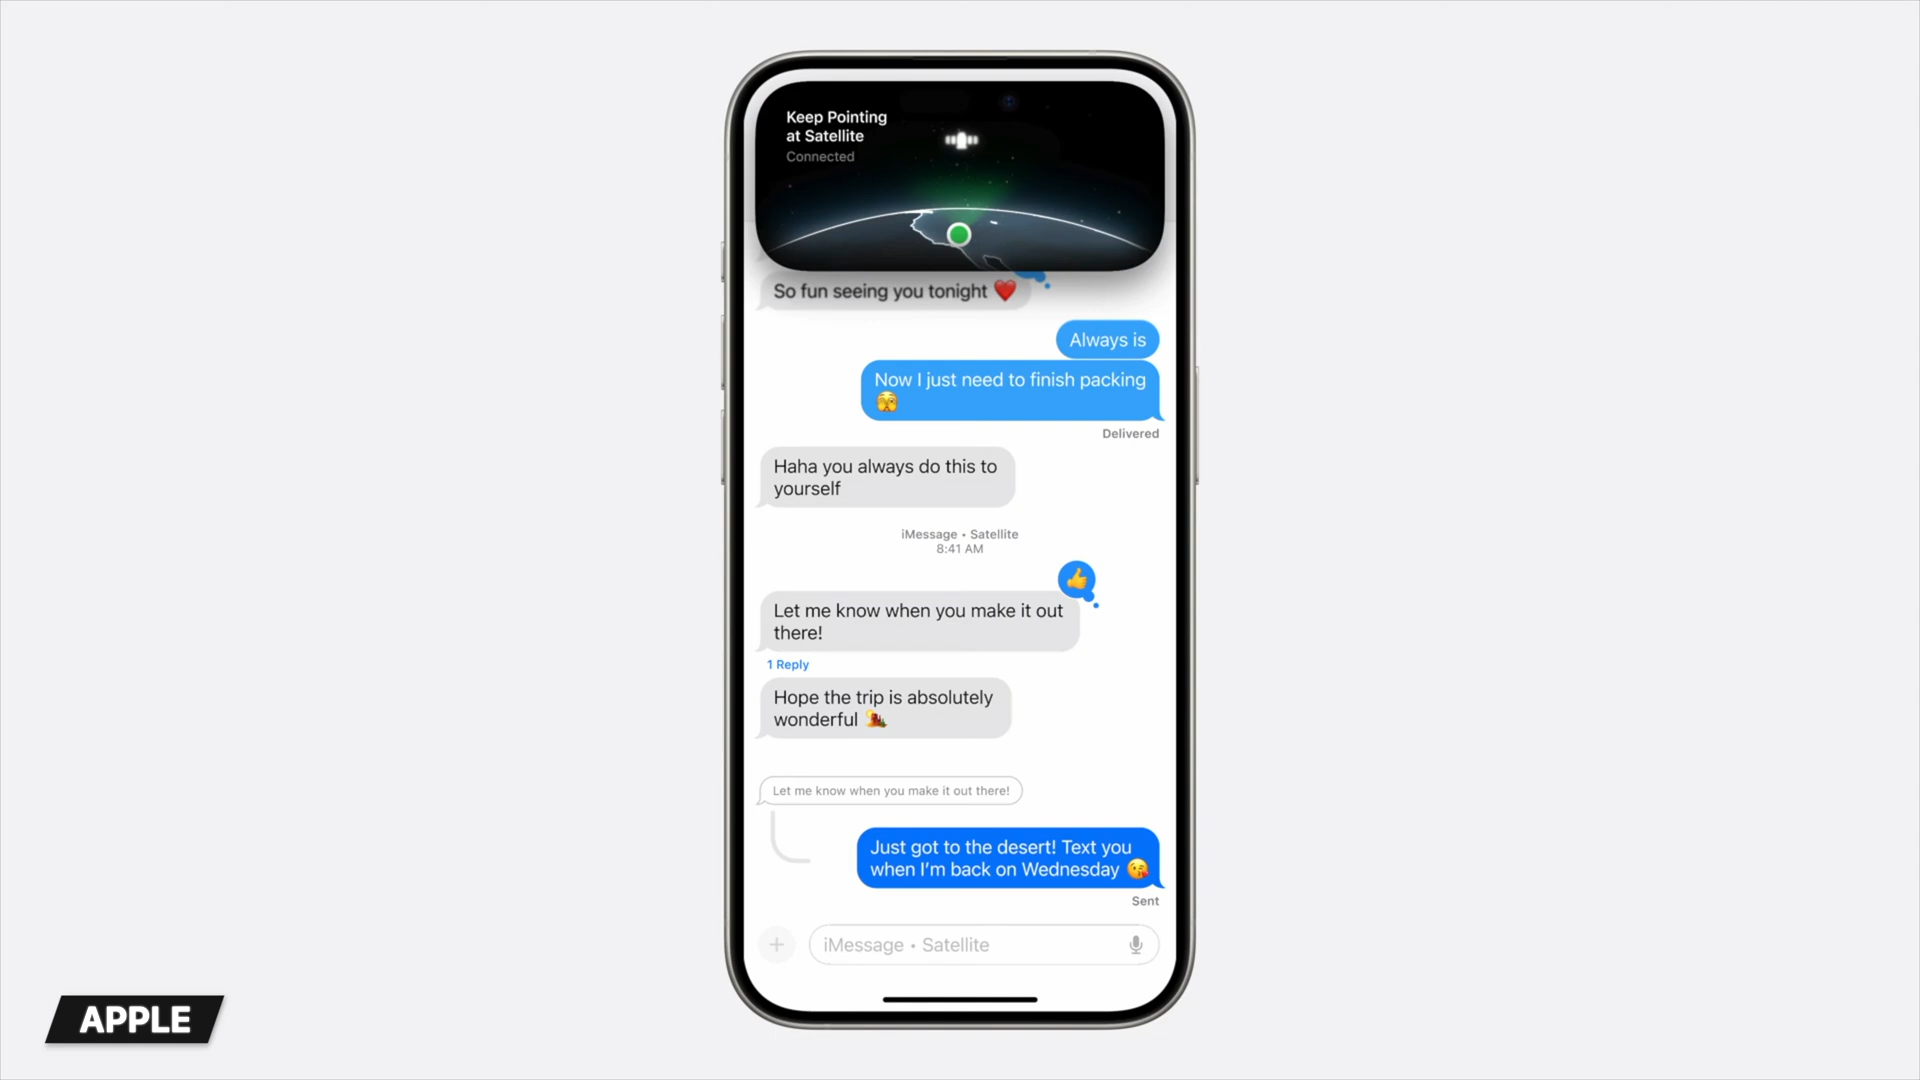 Keep Pointing
at Satellite
Connected
So fun seeing you tonight ❤️
Always is
Now I just need to finish packing
🫣
Delivered
Haha you always do this to
yourself
iMessage • Satellite
8:41 AM
👍
Let me know when you make it out
there!
1 Reply
Hope the trip is absolutely
wonderful 🏜️
Let me know when you make it out there!
Just got to the desert! Text you
when I’m back on Wednesday 😘
Sent
iMessage • Satellite
APPLE